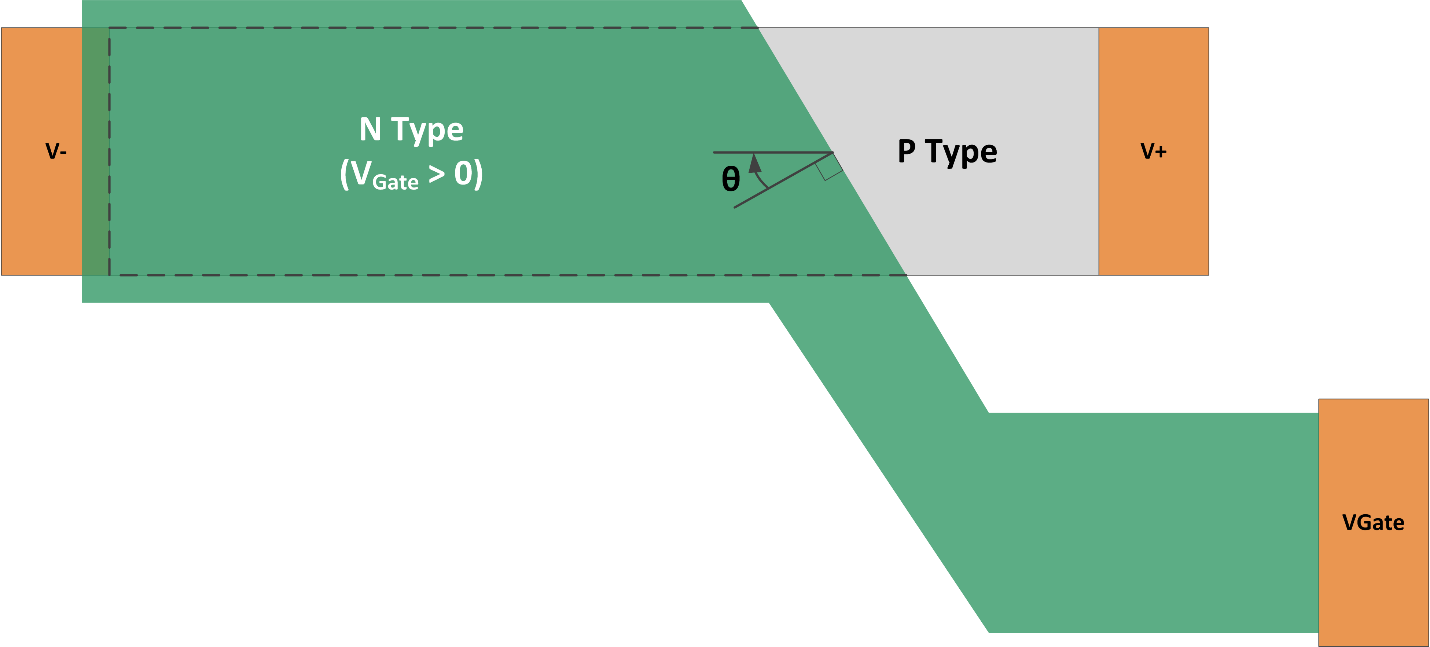 V-
N Type
(VGate > 0)
θ
P Type
V+
VGate